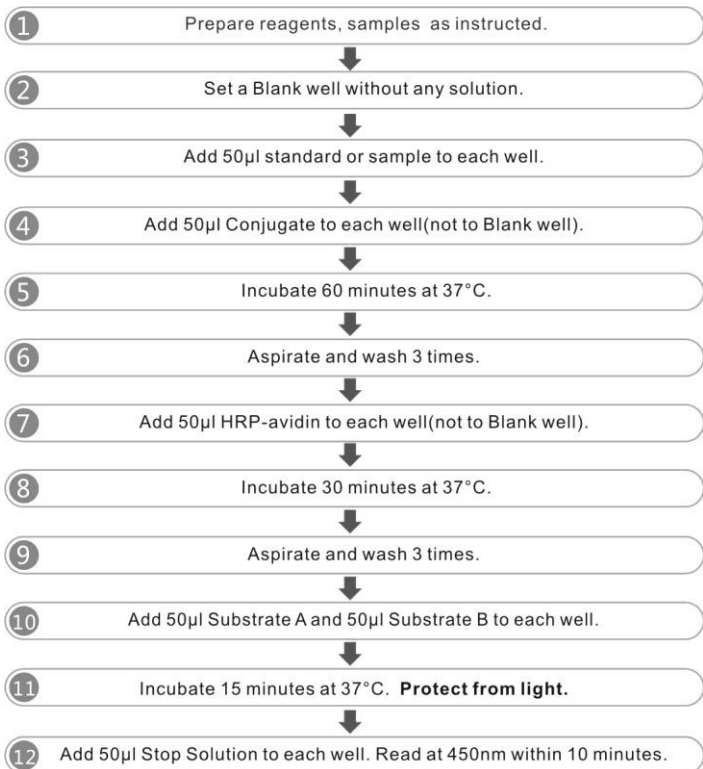 1 Prepare reagents, samples as instructed.
2 Set a Blank well without any solution.
3 Add 50μl standard or sample to each well.
4 Add 50μl Conjugate to each well(not to Blank well).
5 Incubate 60 minutes at 37°C.
6 Aspirate and wash 3 times.
7 Add 50μl HRP-avidin to each well(not to Blank well).
8 Incubate 30 minutes at 37°C.
9 Aspirate and wash 3 times.
10 Add 50μl Substrate A and 50μl Substrate B to each well.
11 Incubate 15 minutes at 37°C. Protect from light.
12 Add 50μl Stop Solution to each well. Read at 450nm within 10 minutes.